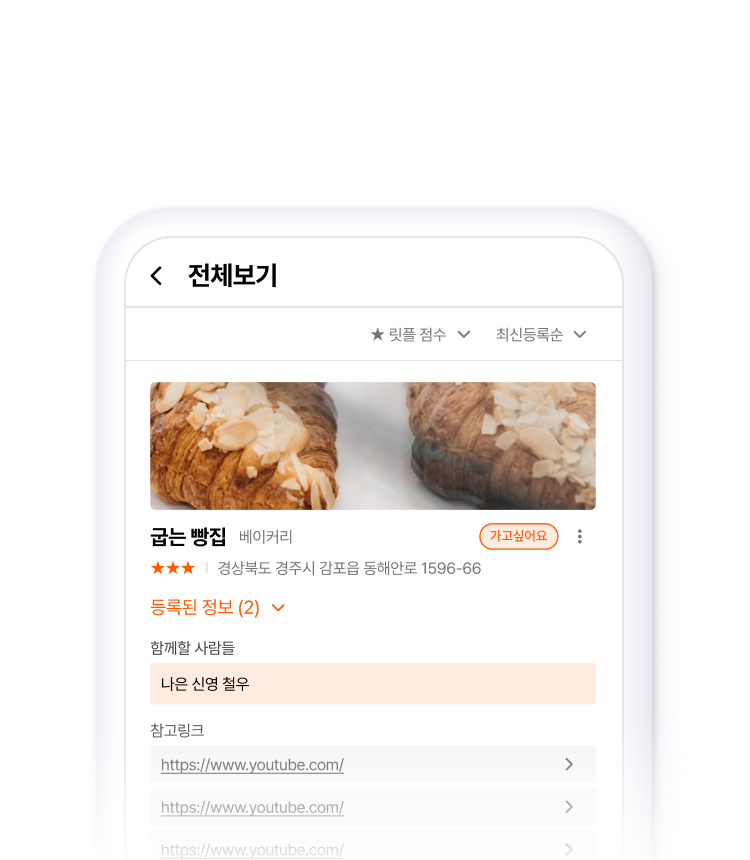 전체보기
★ 릿플 점수 최신등록순
굽는 빵집 베이커리 가고싶어요
★★★ | 경상북도 경주시 감포읍 동해안로 1596-66
등록된 정보 (2)
함께할 사람들
나은 신영 철우
참고링크
https://www.youtube.com/
https://www.youtube.com/
https://www.youtube.com/